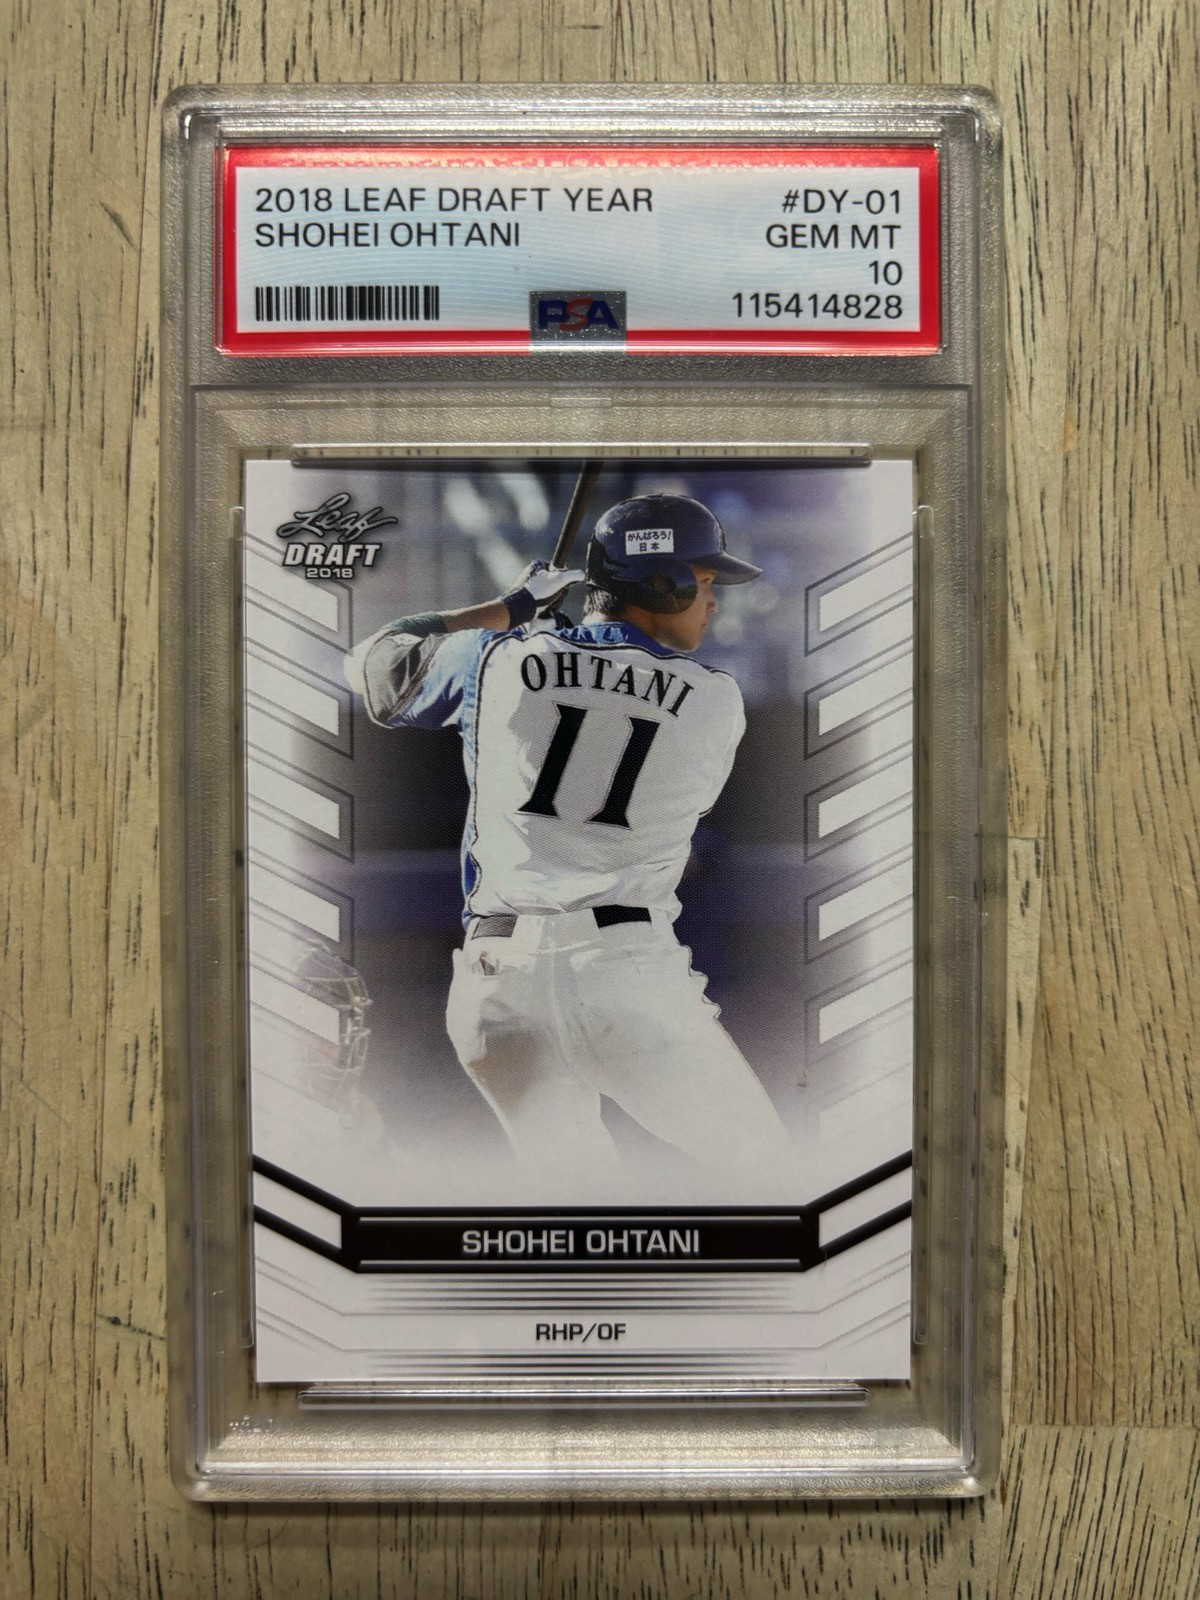 2018 LEAF DRAFT YEAR #DY-01
SHOHEI OHTANI GEM MT
10
115414828
PSA
Leaf
DRAFT
2018
がんばろう!
日本
OHTANI
11
SHOHEI OHTANI
RHP/OF